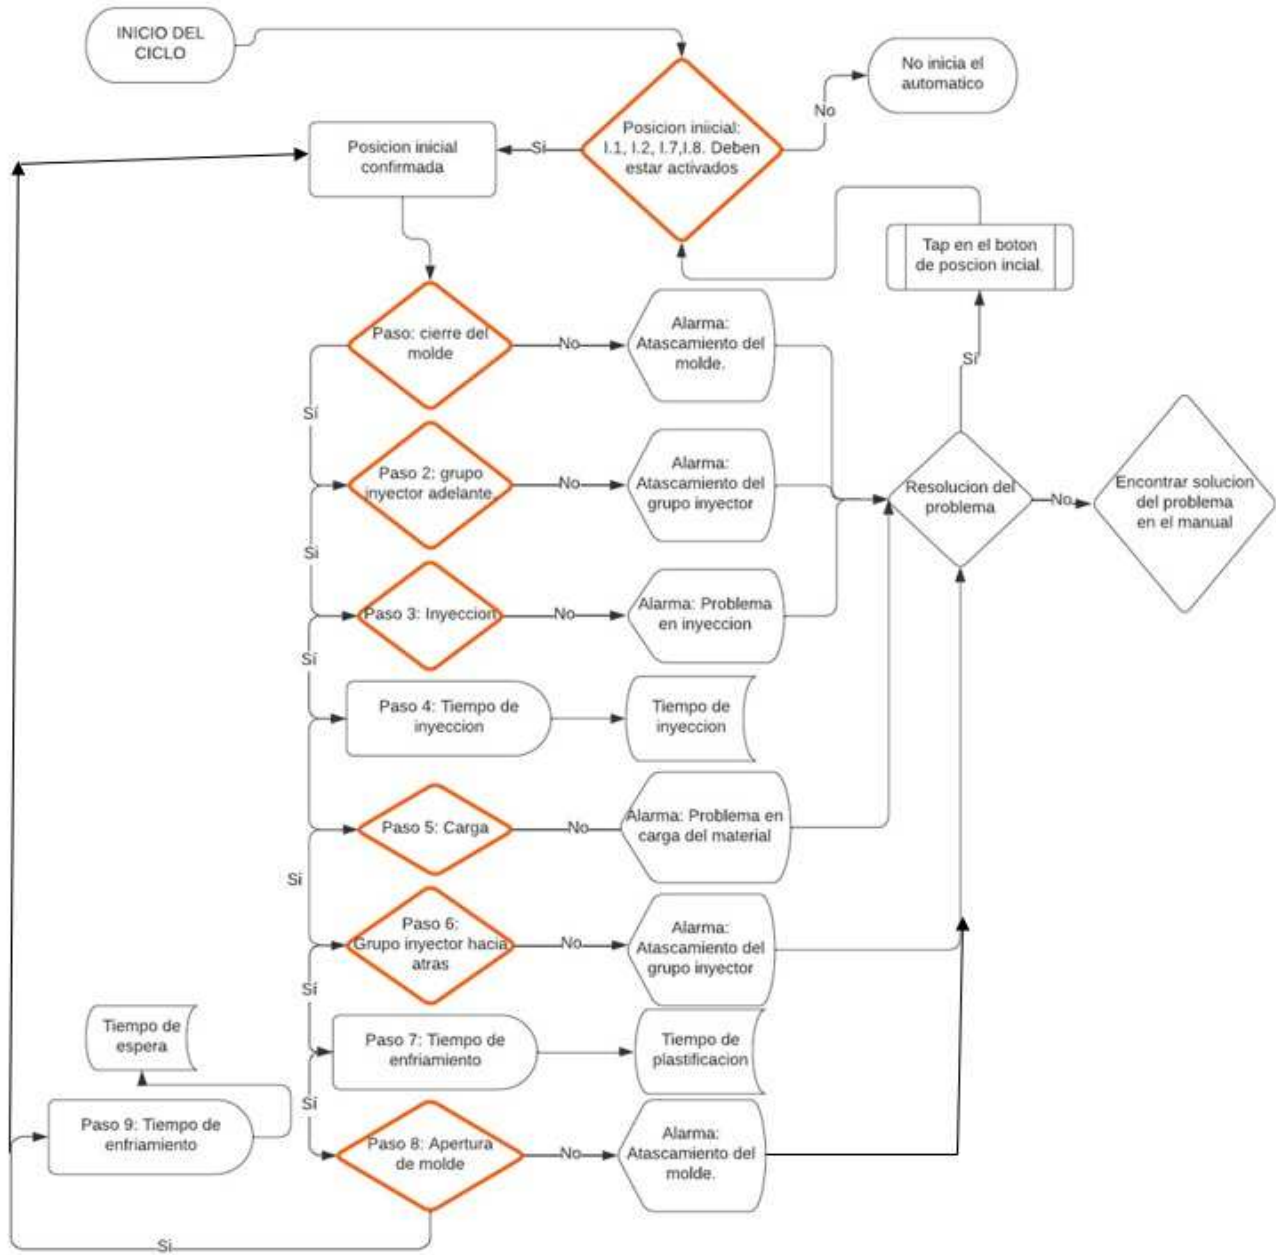 INICIO DEL
CICLO
No inicia el
automatico
No
Posicion iniicial:
I.1, I.2, I.7,I.8. Deben
estar activados
Si
Posicion inicial
confirmada
Tap en el boton
de poscion incial.
Sí
Paso: cierre del
molde
No
Alarma:
Atascamiento del
molde.
Sí
Paso 2: grupo
inyector adelante.
No
Alarma:
Atascamiento del
grupo inyector
Resolucion del
problema
No
Encontrar solucion
del problema
en el manual
Si
Paso 3: Inyeccion
No
Alarma: Problema
en inyeccion
Si
Paso 4: Tiempo de
inyeccion
Tiempo de
inyeccion
Paso 5: Carga
No
Alarma: Problema en
carga del material
Si
Paso 6:
Grupo inyector hacia
atras
No
Alarma:
Atascamiento del
grupo inyector
Si
Paso 7: Tiempo de
enfriamiento
Tiempo de
plastificacion
Tiempo de
espera
Paso 9: Tiempo de
enfriamiento
Si
Paso 8: Apertura
de molde
No
Alarma:
Atascamiento del
molde.
Si